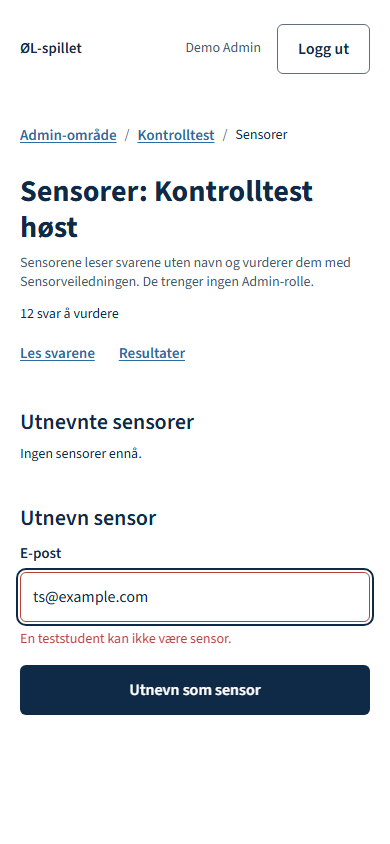 ØL-spillet
Demo Admin
Logg ut
Admin-område / Kontrolltest / Sensorer
Sensorer: Kontrolltest
høst
Sensorene leser svarene uten navn og vurderer dem med
Sensorveiledningen. De trenger ingen Admin-rolle.
12 svar å vurdere
Les svarene
Resultater
Utnevnte sensorer
Ingen sensorer ennå.
Utnevn sensor
E-post
ts@example.com
En teststudent kan ikke være sensor.
Utnevn som sensor